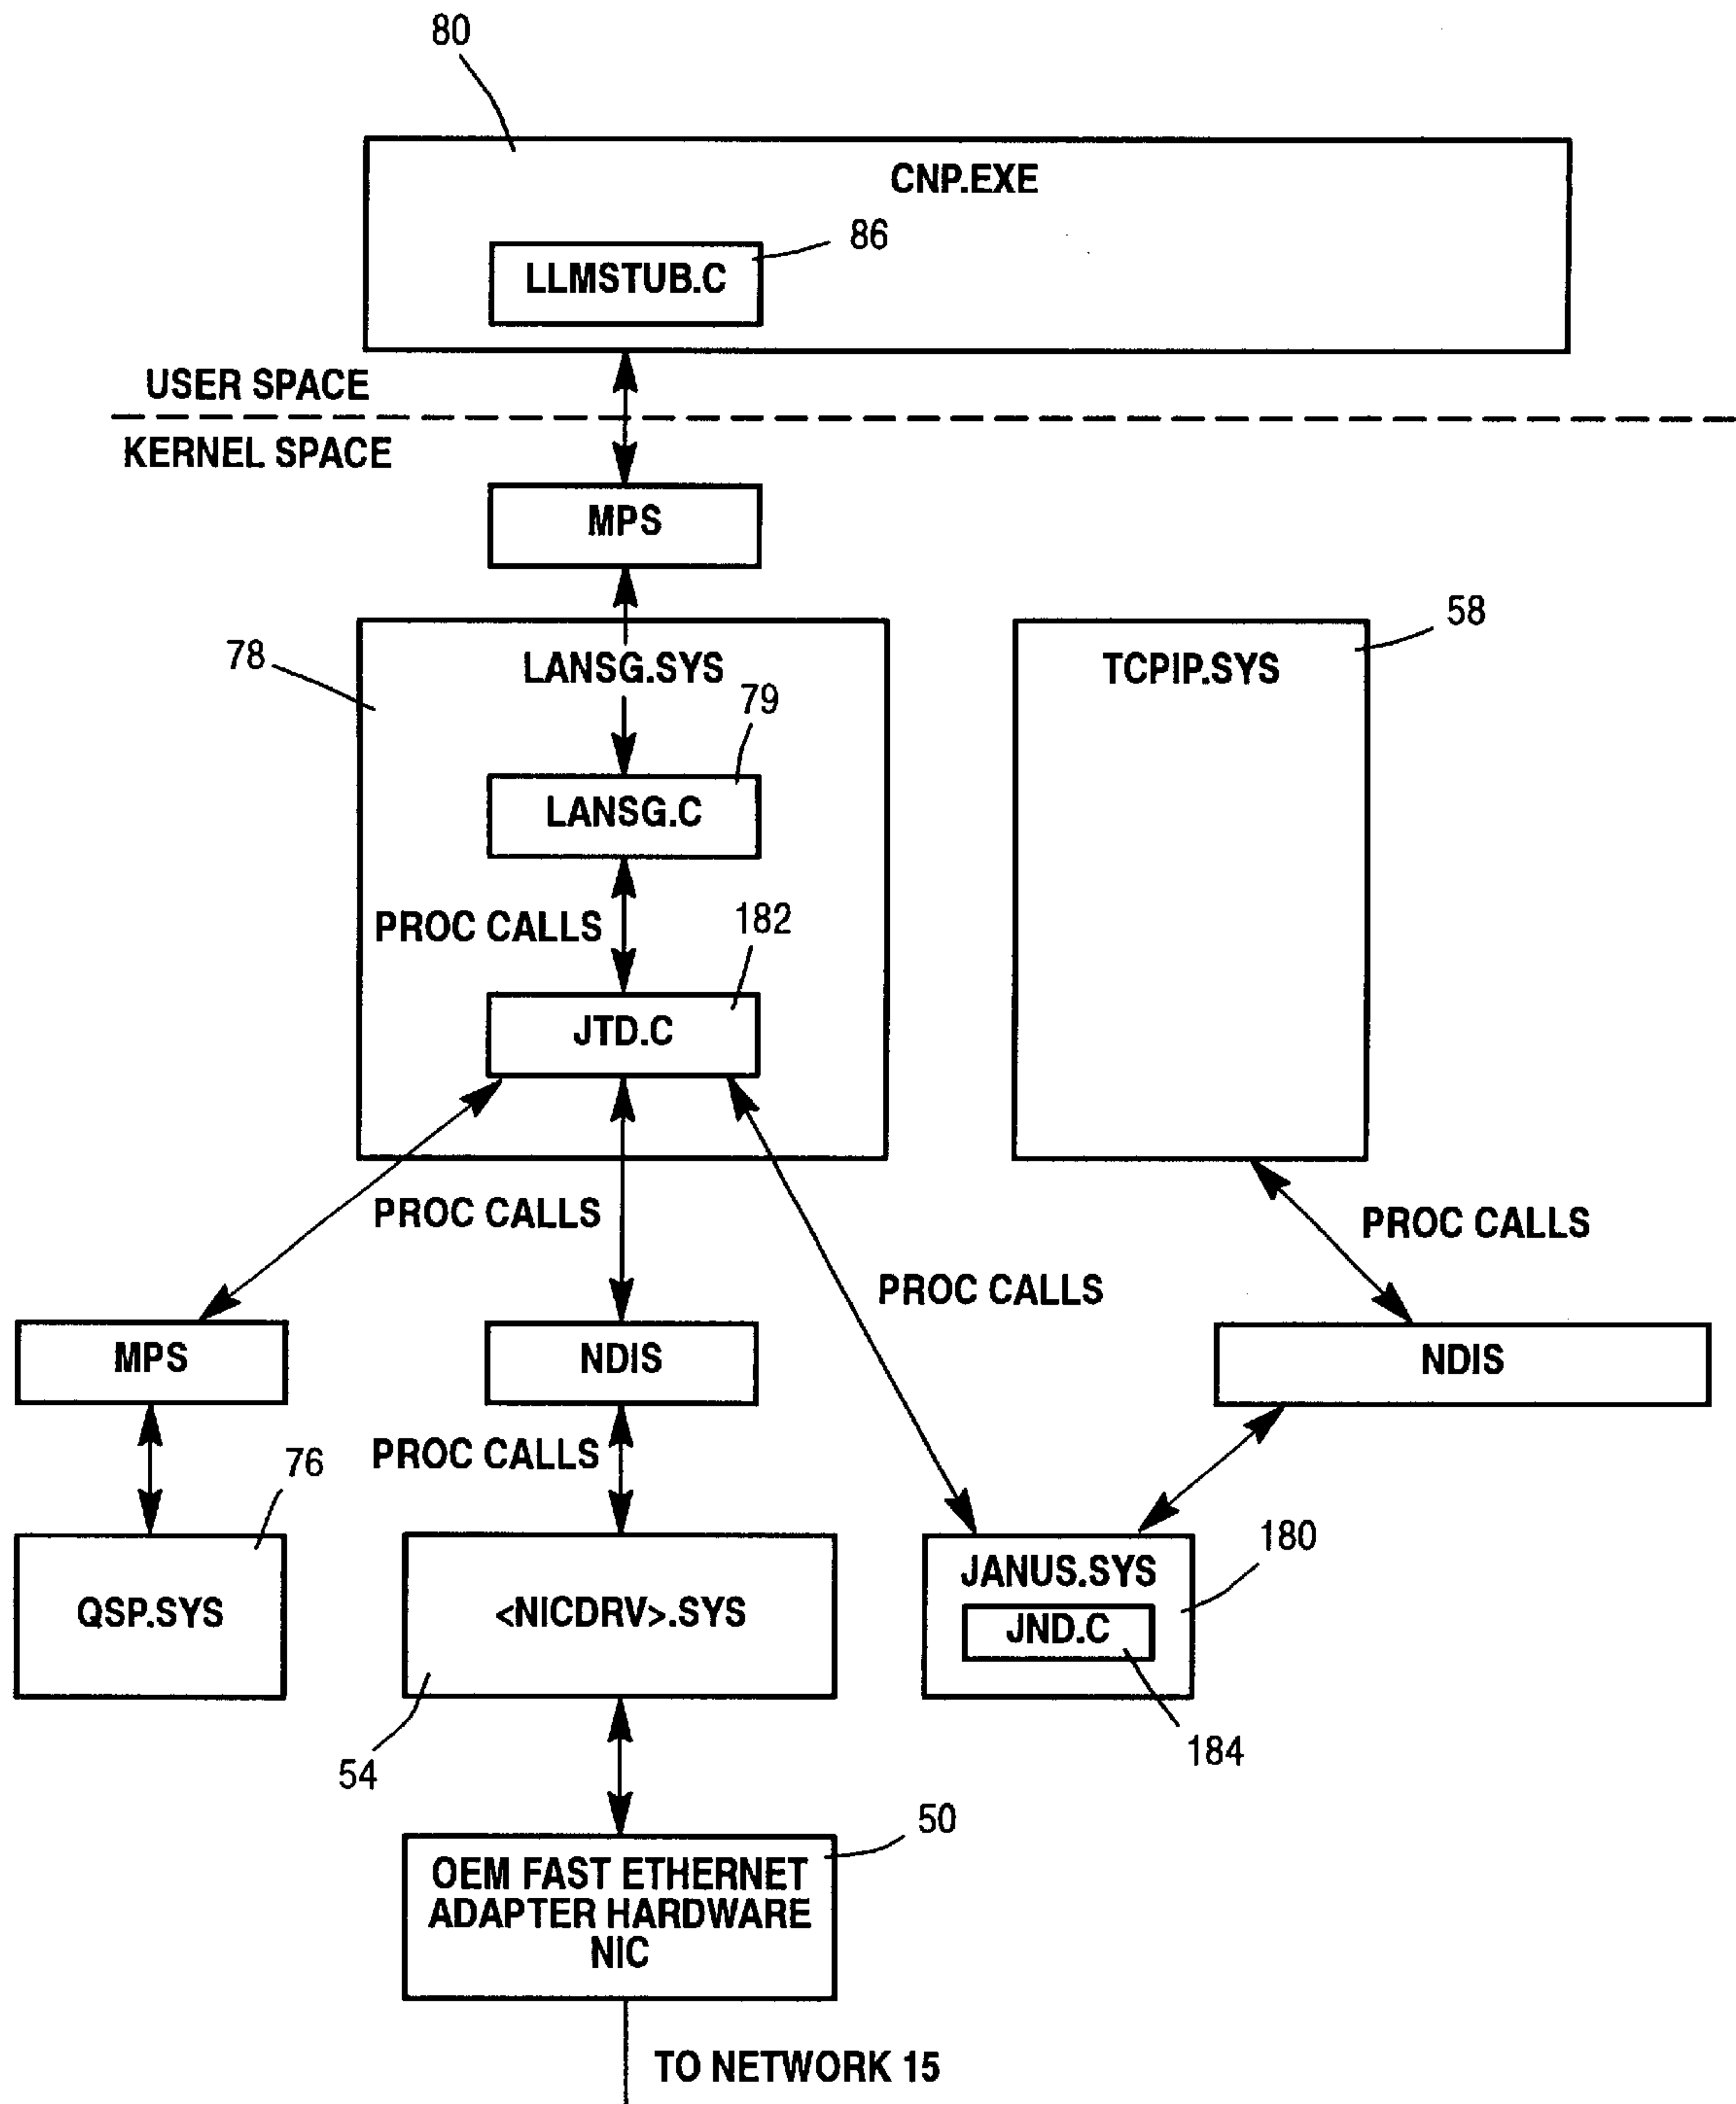 80
CNP.EXE
86
LLMSTUB.C
USER SPACE
KERNEL SPACE
MPS
58
78
LANSG.SYS
TCPIP.SYS
79
LANSG.C
PROC CALLS
182
JTD.C
PROC CALLS
PROC CALLS
PROC CALLS
MPS
NDIS
NDIS
PROC CALLS
76
180
QSP.SYS
<NICDRV>.SYS
JANUS.SYS
JND.C
54
184
50
OEM FAST ETHERNET
ADAPTER HARDWARE
NIC
TO NETWORK 15